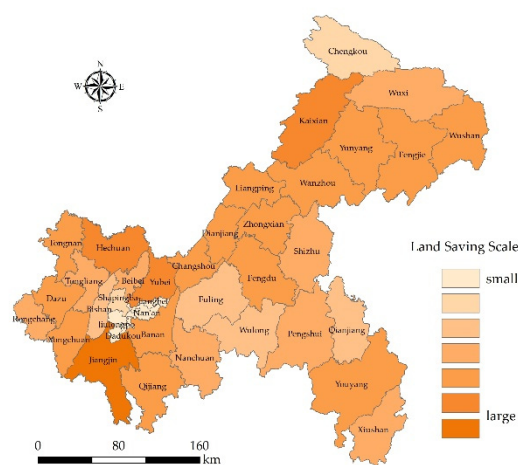 Chengkou
N
W E
S
Wuxi
Kaixian
Wushan
Yunyang
Fengjie
Wanzhou
Liangping
Zhongxian
Dianjiang
Tongnan
Hechuan
Shizhu
Land Saving Scale
Changshou
Beibei
Yubei
Tongliang
Fengdu
small
Dazu
Shapingba
Jiangbei
Fuling
Bishan
Nan'an
Rongchang
Jiulongpo
Dadukou
Banan
Wulong
Qianjiang
Yongchuan
Pengshui
Jiangjin
Nanchuan
Qijiang
Youyang
large
Xiushan
0 80 160
km